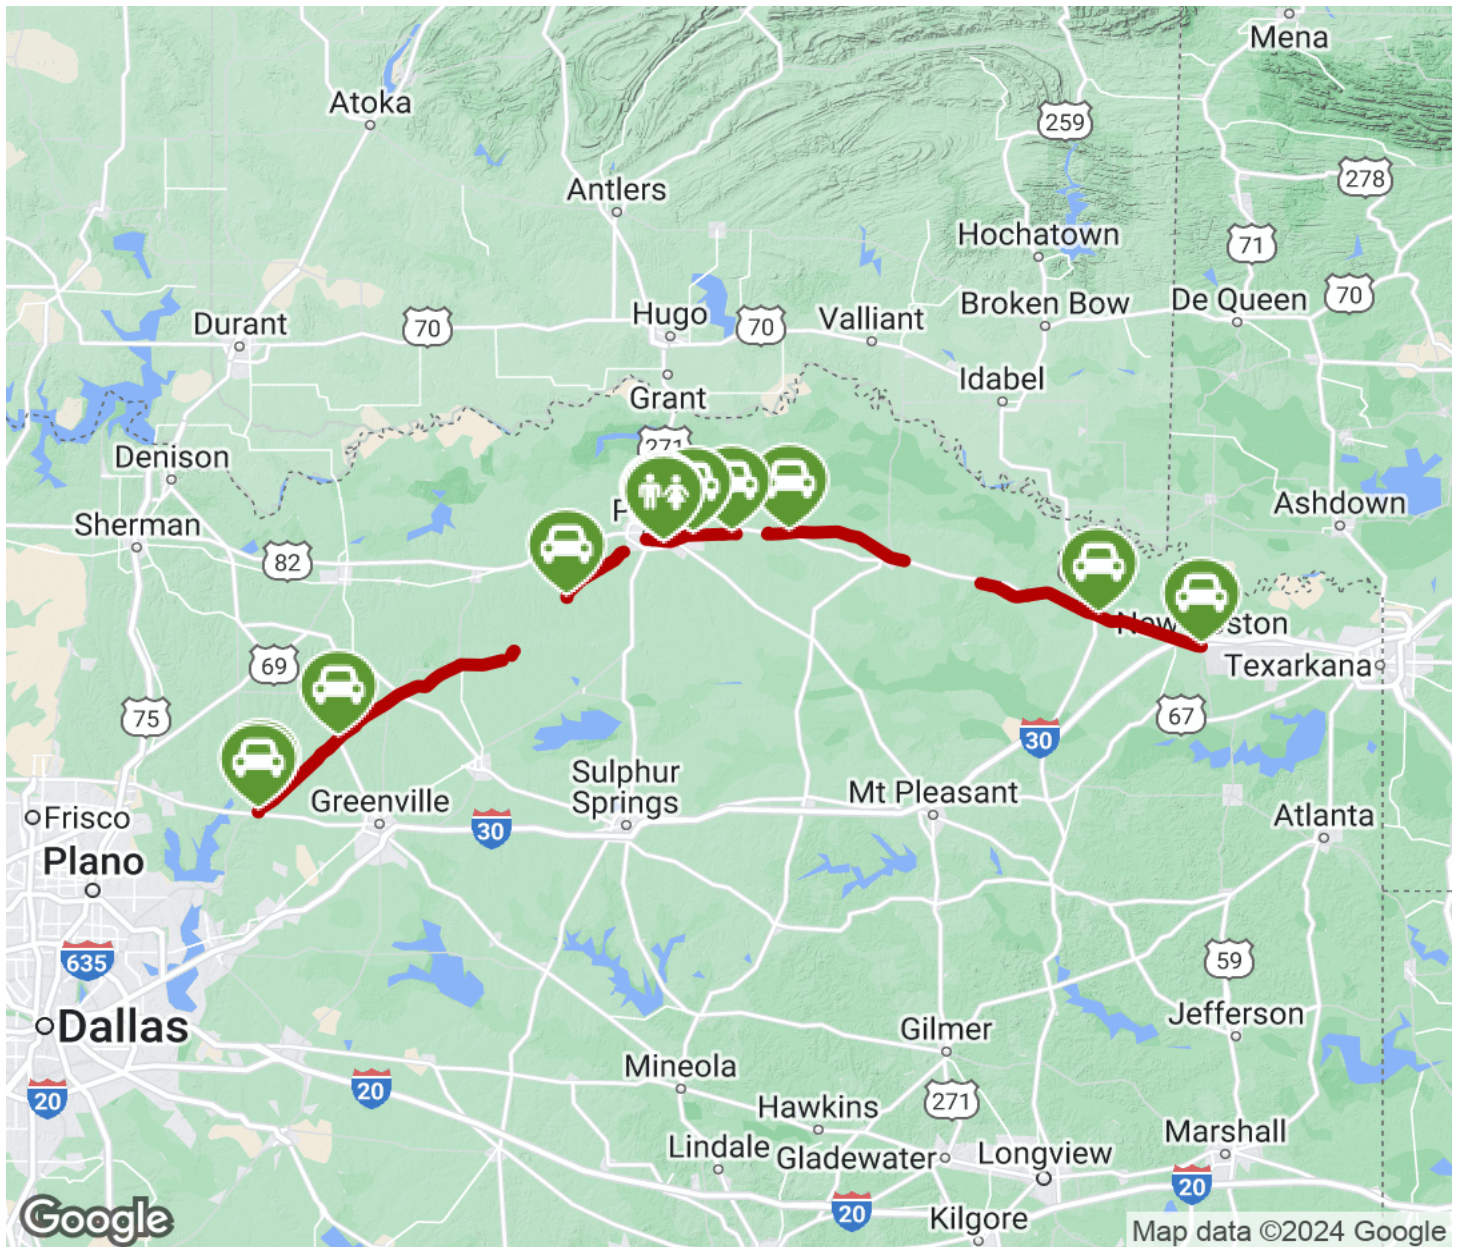 Mena
Atoka
259
278
Antlers
Hochatown
71
Durant
70
Hugo
70
Valliant
Broken Bow
De Queen
70
Idabel
Grant
271
Denison
Sherman
Ashdown
82
69
Texarkana
75
67
30
Sulphur
Springs
Greenville
Mt Pleasant
Frisco
30
Atlanta
Plano
635
59
Dallas
Jefferson
Gilmer
Mineola
20
20
271
Hawkins
Marshall
Lindale
Gladewater
Longview
20
20
Kilgore
Google
Map data ©2024 Google